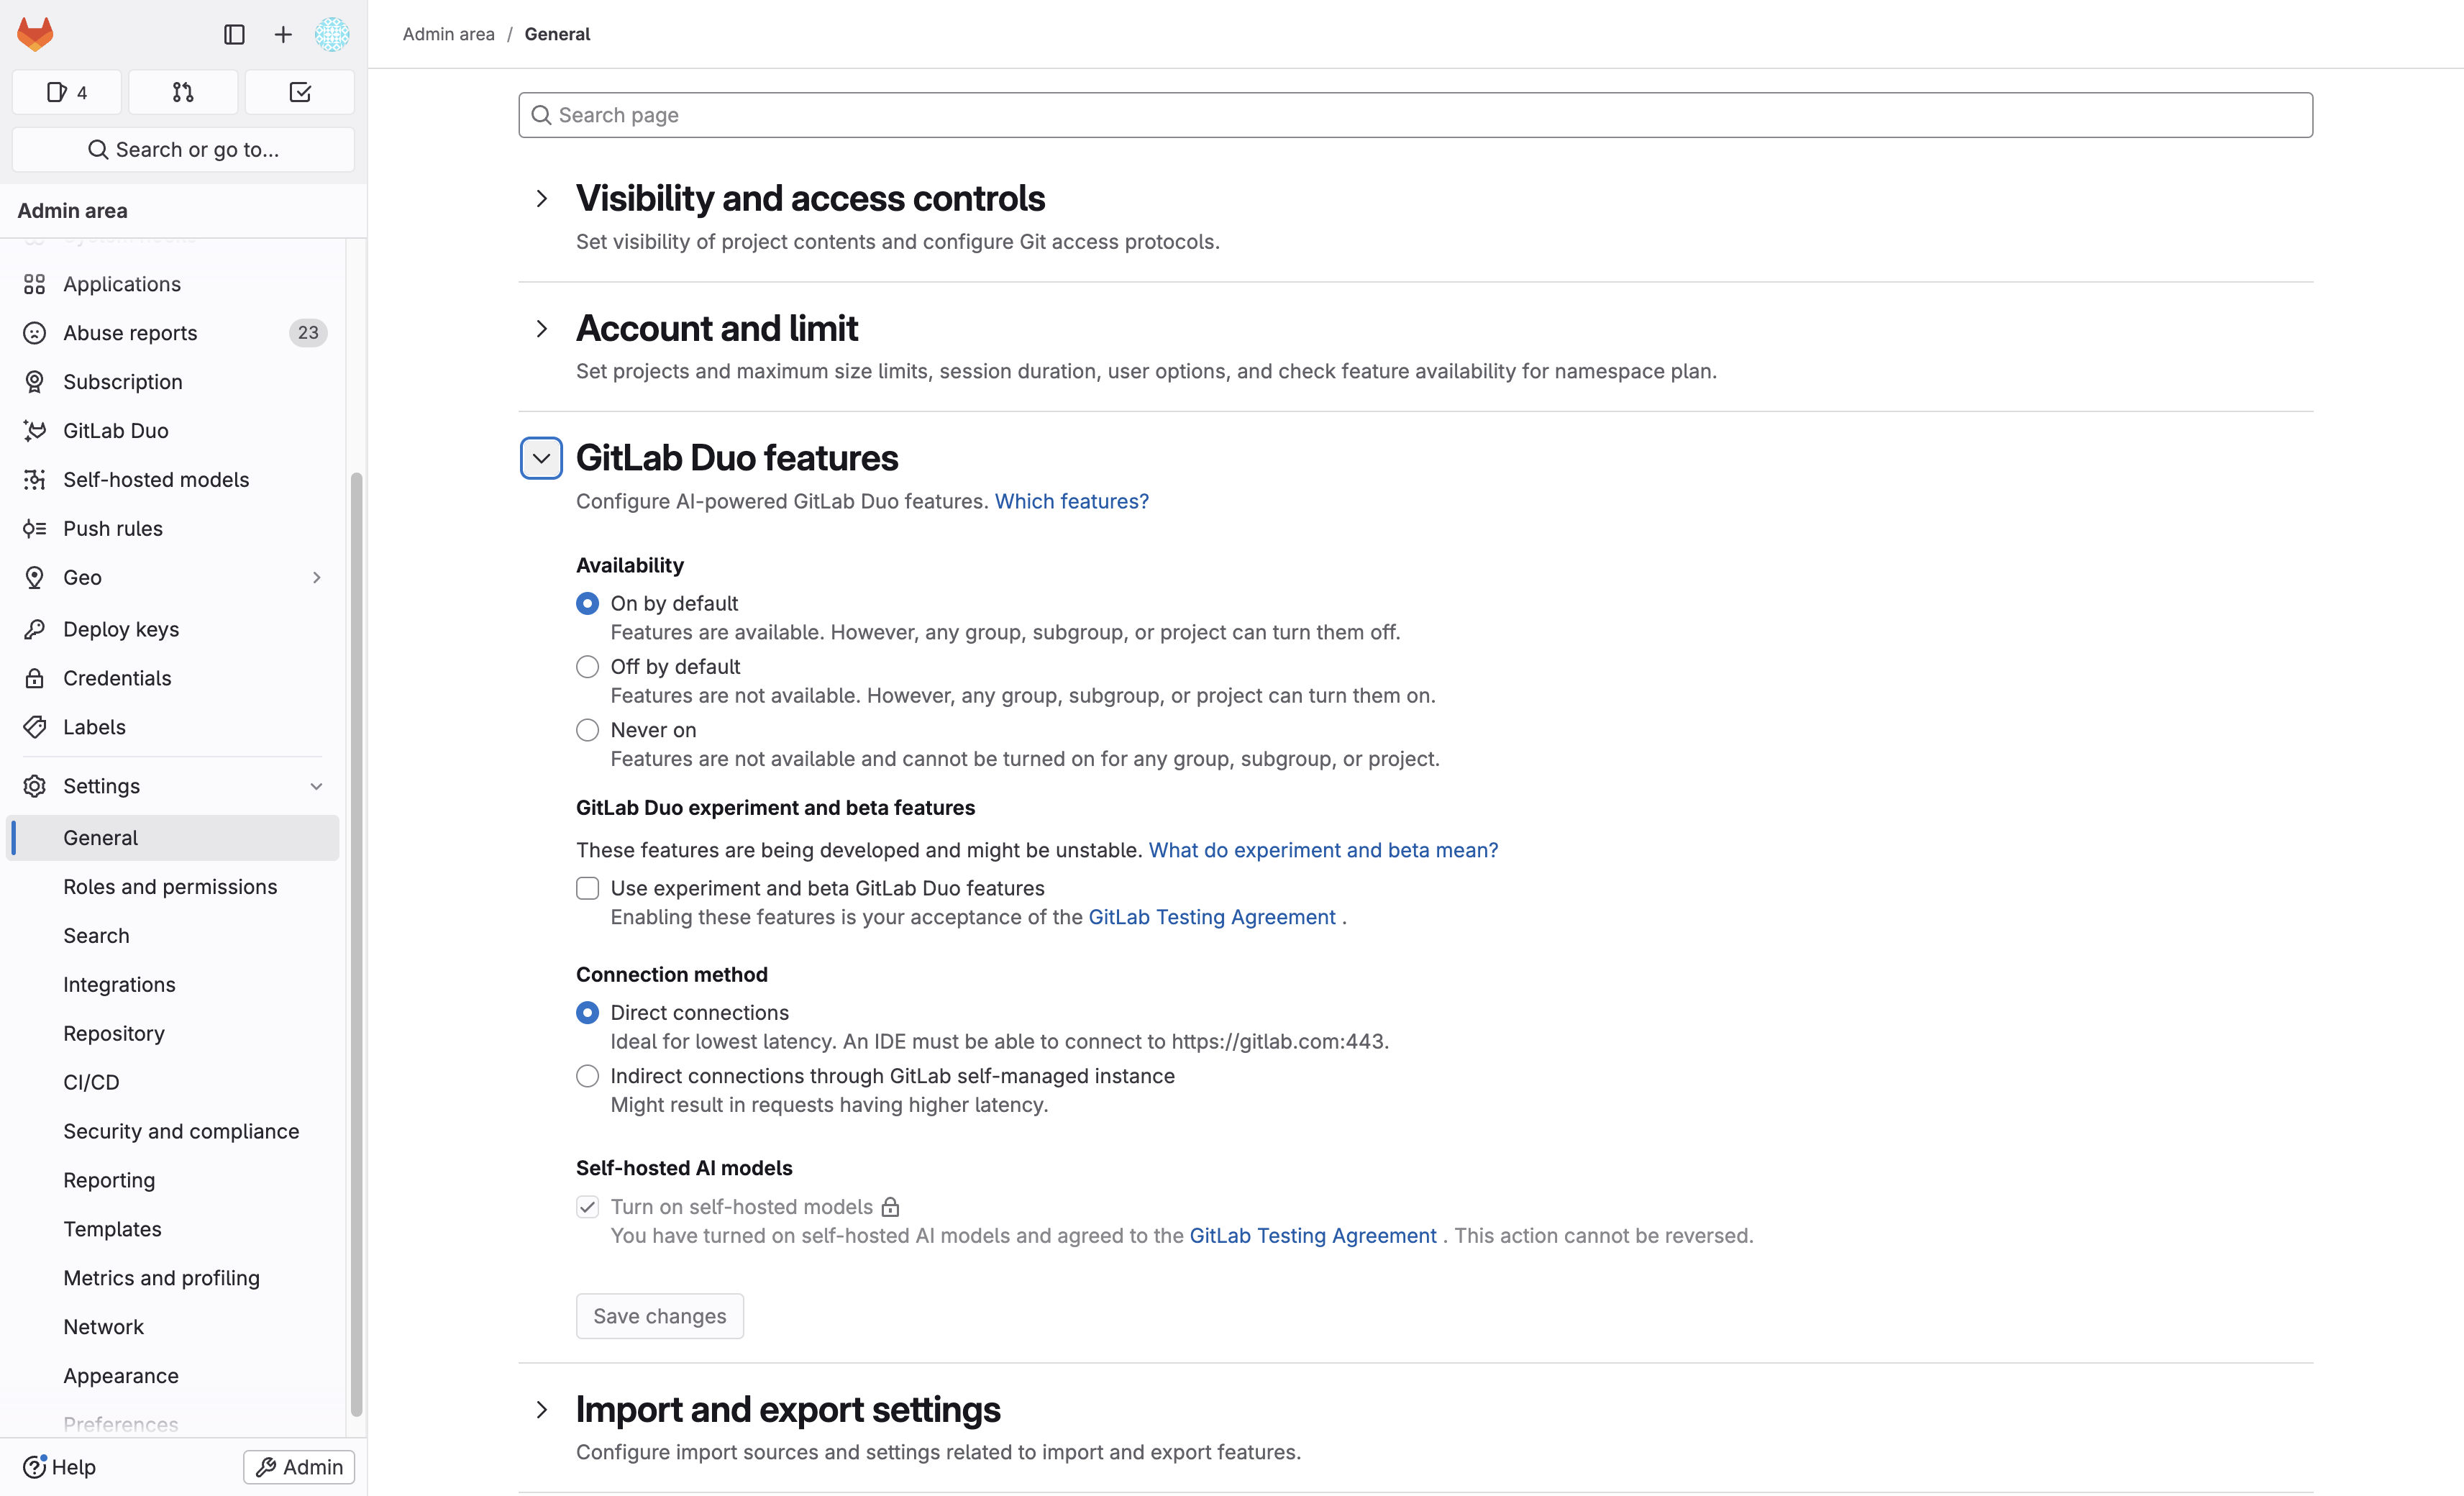 4
Search or go to...
Admin area
Applications
Abuse reports 23
Subscription
GitLab Duo
Self-hosted models
Push rules
Geo
Deploy keys
Credentials
Labels
Settings
General
Roles and permissions
Search
Integrations
Repository
CI/CD
Security and compliance
Reporting
Templates
Metrics and profiling
Network
Appearance
Preferences
Help
Admin
Admin area / General
Search page
Visibility and access controls
Set visibility of project contents and configure Git access protocols.
Account and limit
Set projects and maximum size limits, session duration, user options, and check feature availability for namespace plan.
GitLab Duo features
Configure AI-powered GitLab Duo features. Which features?
Availability
On by default
Features are available. However, any group, subgroup, or project can turn them off.
Off by default
Features are not available. However, any group, subgroup, or project can turn them on.
Never on
Features are not available and cannot be turned on for any group, subgroup, or project.
GitLab Duo experiment and beta features
These features are being developed and might be unstable. What do experiment and beta mean?
Use experiment and beta GitLab Duo features
Enabling these features is your acceptance of the GitLab Testing Agreement .
Connection method
Direct connections
Ideal for lowest latency. An IDE must be able to connect to https://gitlab.com:443.
Indirect connections through GitLab self-managed instance
Might result in requests having higher latency.
Self-hosted AI models
Turn on self-hosted models
You have turned on self-hosted AI models and agreed to the GitLab Testing Agreement . This action cannot be reversed.
Save changes
Import and export settings
Configure import sources and settings related to import and export features.